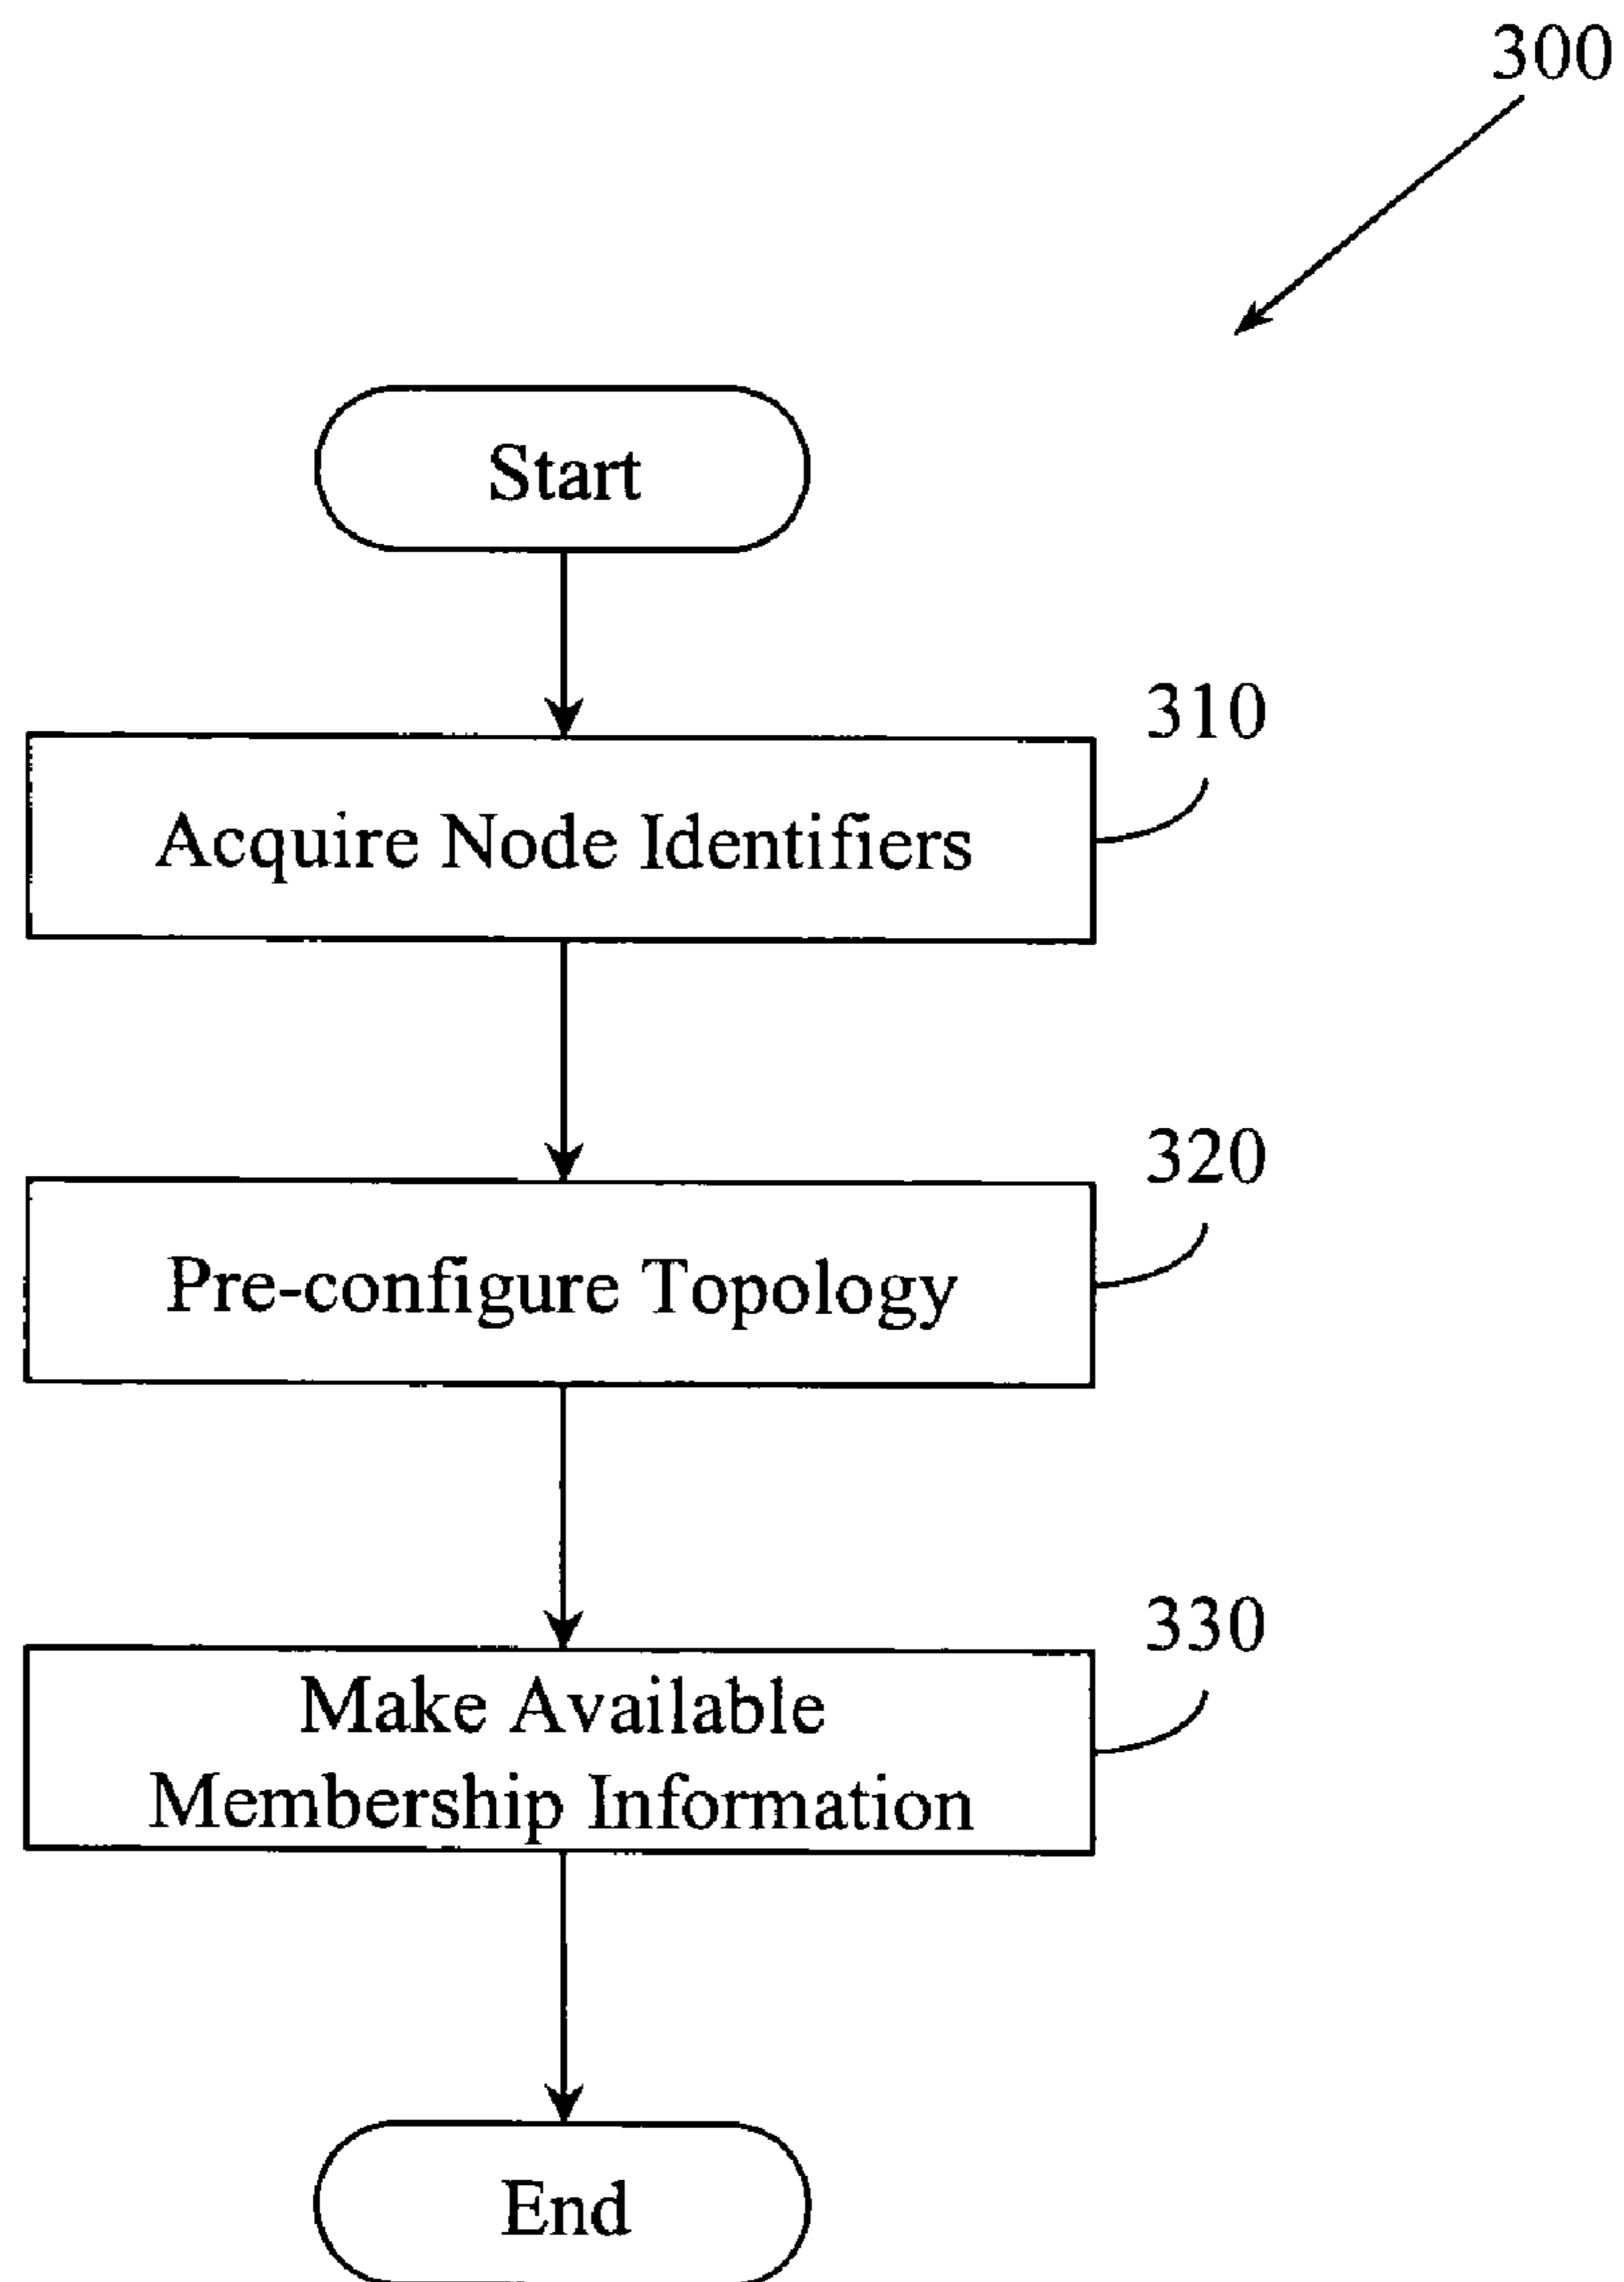 300
Start
310
Acquire Node Identifiers
320
Pre-configure Topology
330
Make Available
Membership Information
End